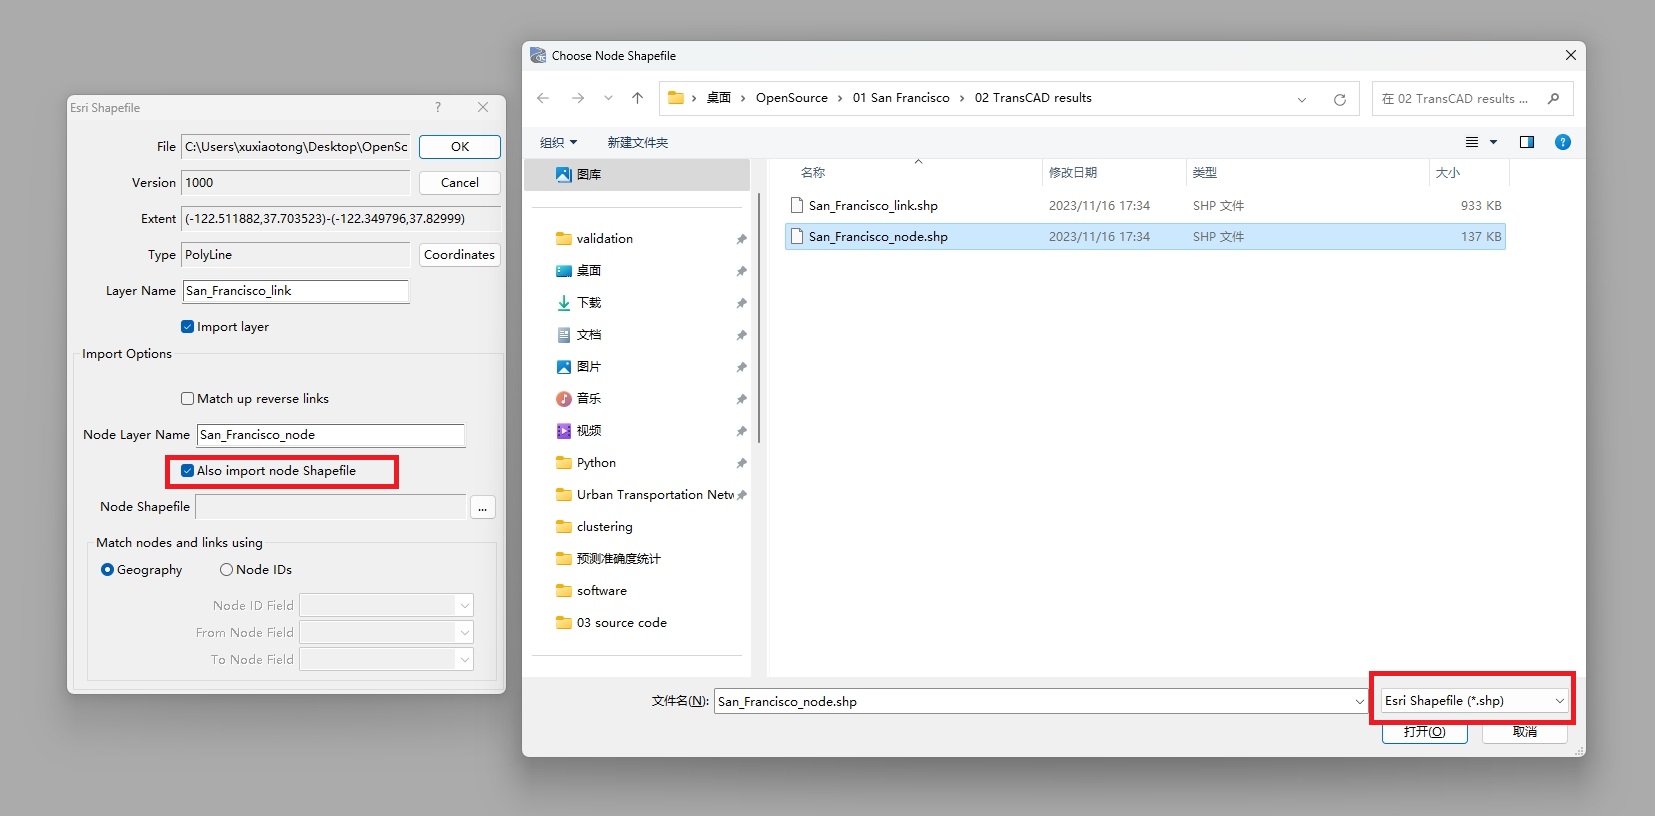 Esri Shapefile
File C:\Users\xuxiaotong\Desktop\OpenSc OK
Version 1000 Cancel
Extent (-122.511882,37.703523)-(-122.349796,37.82999)
Type PolyLine Coordinates
Layer Name San_Francisco_link
Import layer
Import Options
Match up reverse links
Node Layer Name San_Francisco_node
Also import node Shapefile
Node Shapefile ...
Match nodes and links using
Geography Node IDs
Node ID Field
From Node Field
To Node Field
Choose Node Shapefile
桌面 › OpenSource › 01 San Francisco › 02 TransCAD results
在 02 TransCAD results ...
组织 新建文件夹
图库
validation
桌面
下载
文档
图片
音乐
视频
Python
Urban Transportation Netw
clustering
预测准确度统计
software
03 source code
名称 修改日期 类型 大小
San_Francisco_link.shp 2023/11/16 17:34 SHP 文件 933 KB
San_Francisco_node.shp 2023/11/16 17:34 SHP 文件 137 KB
文件名(N): San_Francisco_node.shp Esri Shapefile (*.shp)
打开(O) 取消